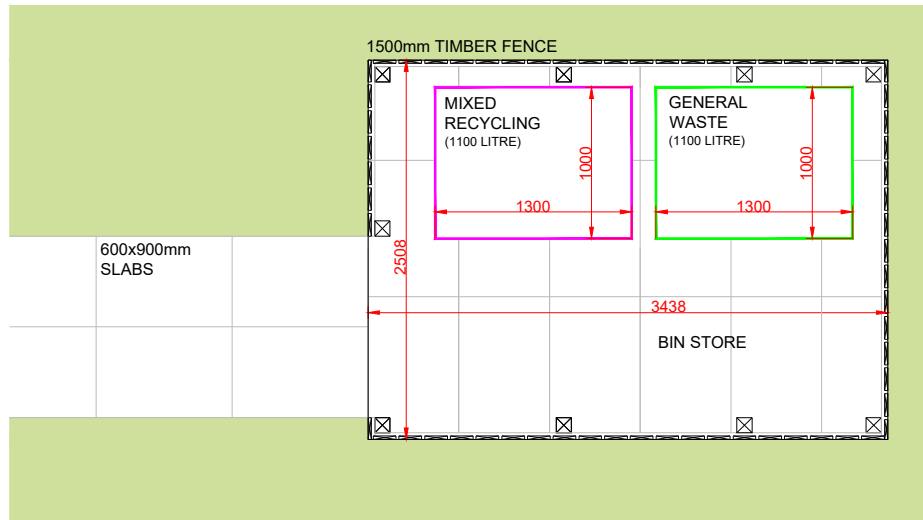 1500mm TIMBER FENCE
MIXED
RECYCLING
(1100 LITRE)
1000
1300
GENERAL
WASTE
(1100 LITRE)
1000
1300
600x900mm
SLABS
2508
3438
BIN STORE